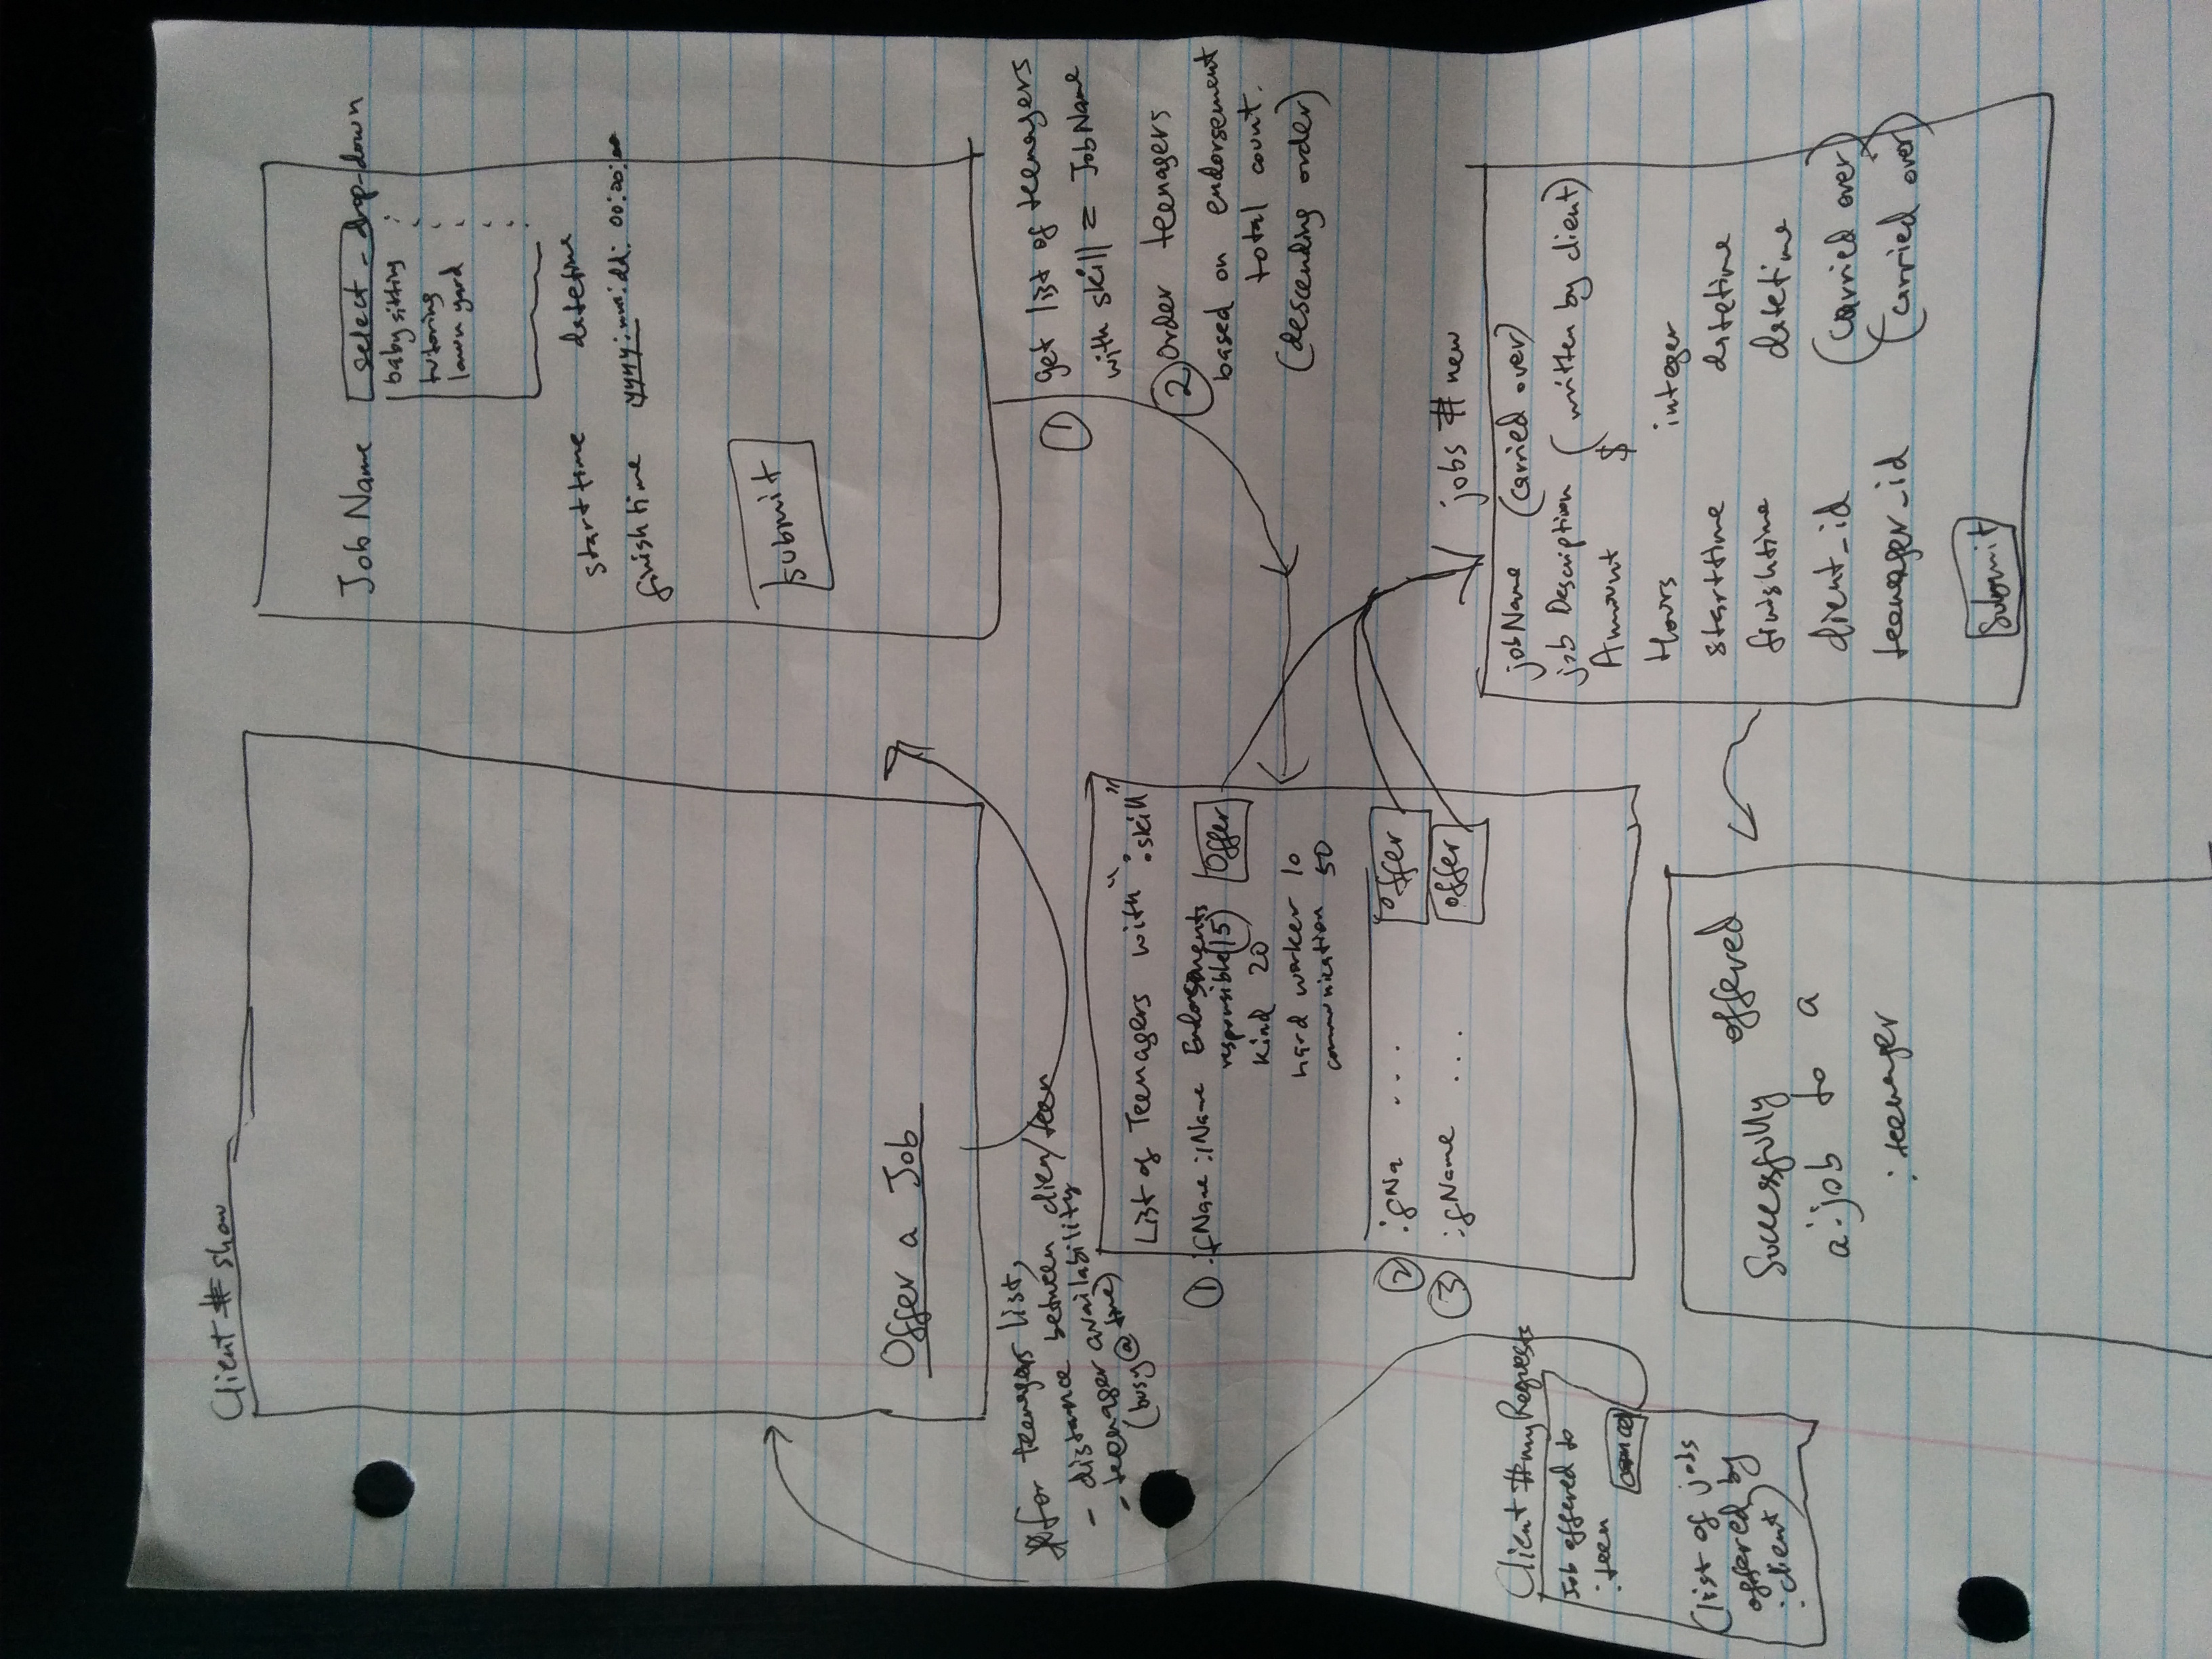 Client # show
Offer a Job
Job Name select - drop-down
baby sitting
tutoring
lawn yard
starttime datetime
finishtime yyyy:mm:dd: 00:00:00
submit
① get list of teenagers
with skill = JobName
② Order teenagers
based on endorsement
total count.
(descending order)
* for teenagers list,
- distance between clien/teen
- teenager availability
(busy @ time)
List of Teenagers with ":skill"
① :fName :lName Endorsements
responsible (15) Offer
kind 20
hard worker 10
communication 50
② :fNa ... offer
③ :fName ... offer
Client #myRequests
Job offered to
:teen
cancel
(list of jobs
offered by
:client)
jobs # new
jobName (carried over)
job Description (written by client)
Amount $
Hours integer
starttime datetime
finishtime datetime
client_id (carried over)
teenager_id (carried over)
Submit
Successfully offered
a :job to a
:teenager